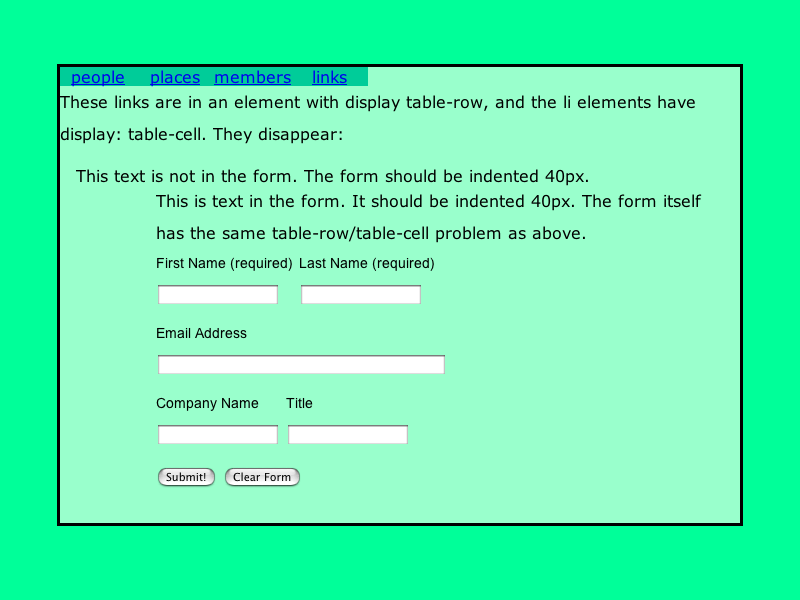 people places members links
These links are in an element with display table-row, and the li elements have
display: table-cell. They disappear:
This text is not in the form. The form should be indented 40px.
This is text in the form. It should be indented 40px. The form itself
has the same table-row/table-cell problem as above.
First Name (required) Last Name (required)
Email Address
Company Name Title
Submit! Clear Form